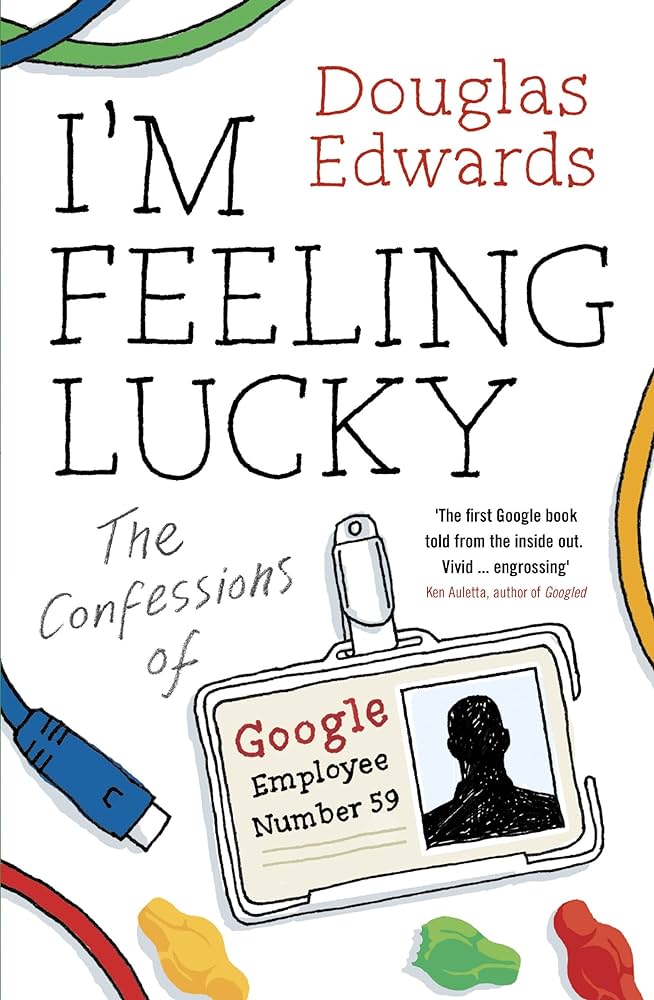 Douglas
Edwards
I'M
FEELING
LUCKY
The
Confessions
of
'The first Google book
told from the inside out.
Vivid ... engrossing'
Ken Auletta, author of Googled
Google
Employee
Number 59